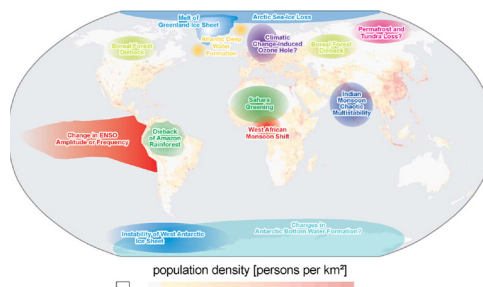 Melt of
Greenland Ice Sheet
Arctic Sea-Ice Loss
Permafrost and
Tundra Loss?
Boreal Forest
Dieback
Atlantic Deep
Water
Formation
Climatic
Change-Induced
Ozone Hole?
Boreal Forest
Dieback
Sahara
Greening
Indian
Monsoon
Chaotic
Multistability
West African
Monsoon Shift
Change in ENSO
Amplitude or Frequency
Dieback
of Amazon
Rainforest
Instability of West Antarctic
Ice Sheet
Changes in
Antarctic Bottom Water Formation?
population density [persons per km²]